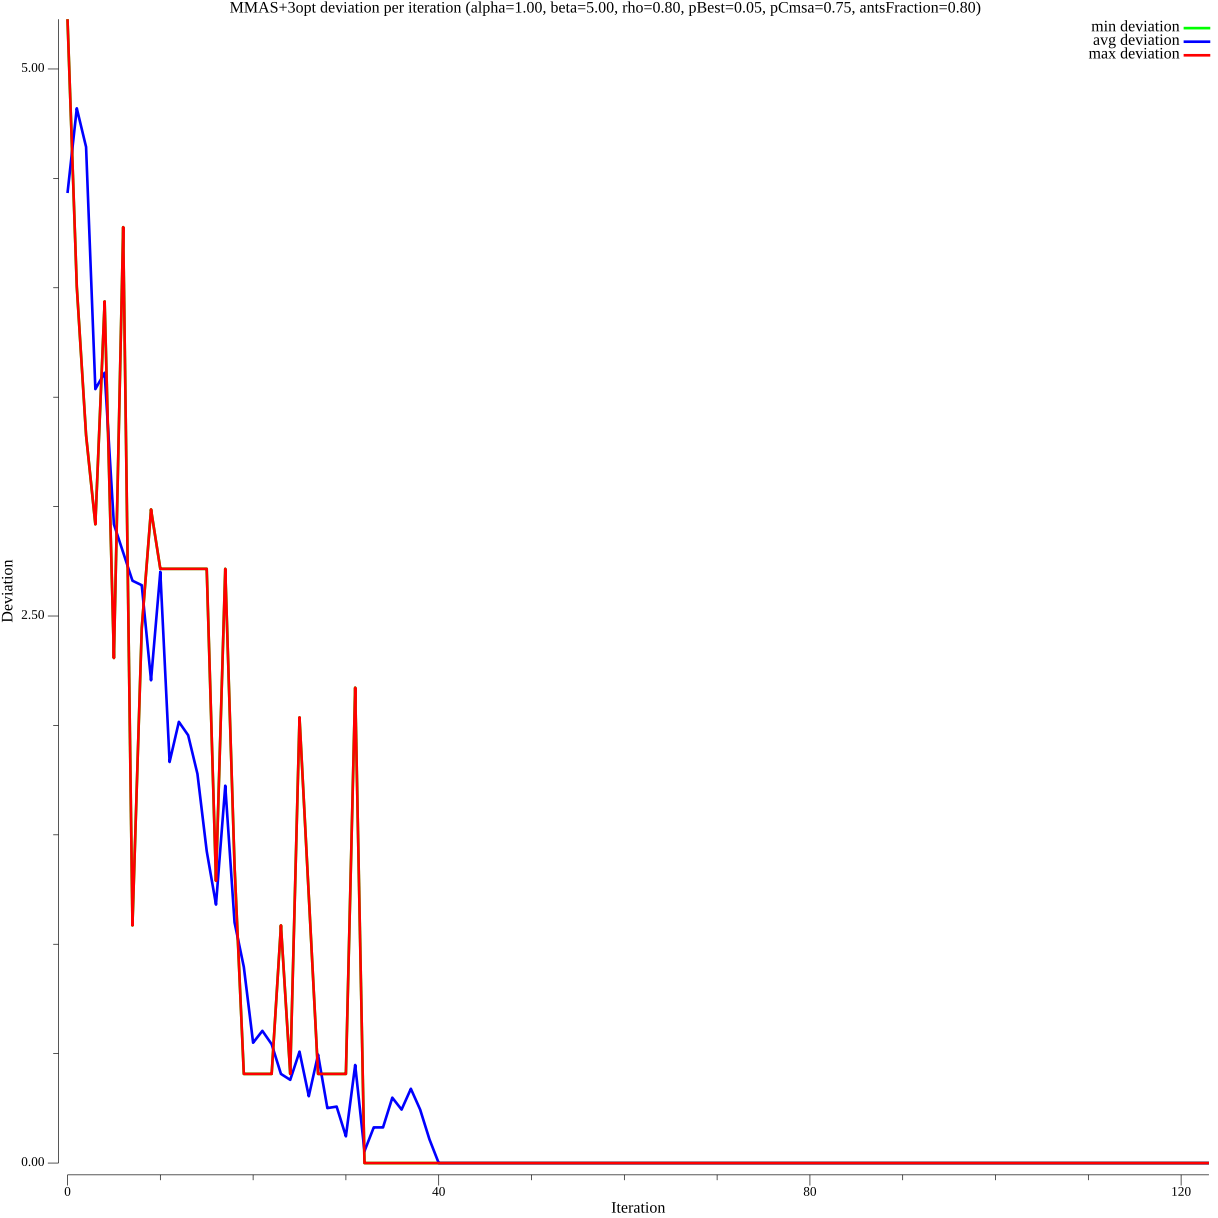 MMAS+3opt deviation per iteration (alpha=1.00, beta=5.00, rho=0.80, pBest=0.05, pCmsa=0.75, antsFraction=0.80)
min deviation
avg deviation
max deviation
5.00
2.50
0.00
Deviation
0
40
80
120
Iteration